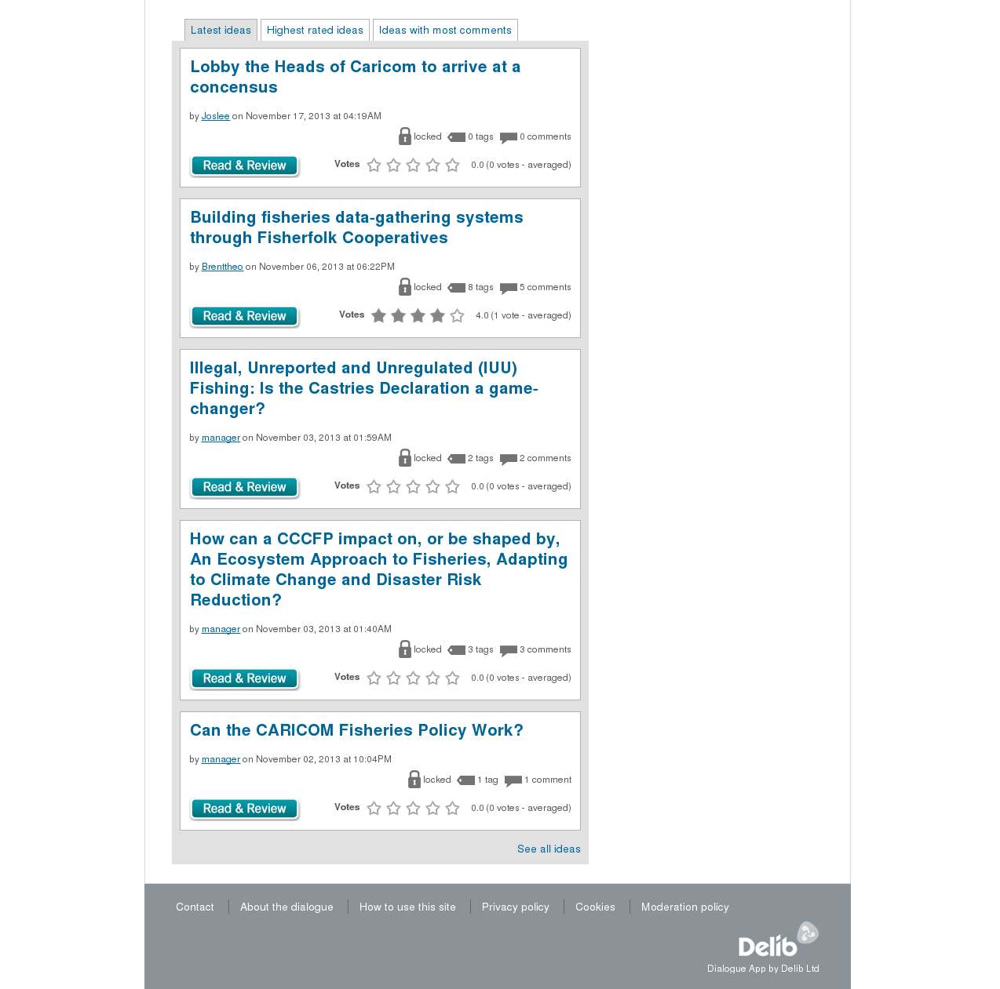 Latest ideas Highest rated ideas Ideas with most comments
Lobby the Heads of Caricom to arrive at a
concensus
by Joslee on November 17, 2013 at 04:19AM
locked 0 tags 0 comments
Read & Review Votes 0.0 (0 votes - averaged)
Building fisheries data-gathering systems
through Fisherfolk Cooperatives
by Brenttheo on November 06, 2013 at 06:22PM
locked 8 tags 5 comments
Read & Review Votes 4.0 (1 vote - averaged)
Illegal, Unreported and Unregulated (IUU)
Fishing: Is the Castries Declaration a game-
changer?
by manager on November 03, 2013 at 01:59AM
locked 2 tags 2 comments
Read & Review Votes 0.0 (0 votes - averaged)
How can a CCCFP impact on, or be shaped by,
An Ecosystem Approach to Fisheries, Adapting
to Climate Change and Disaster Risk
Reduction?
by manager on November 03, 2013 at 01:40AM
locked 3 tags 3 comments
Read & Review Votes 0.0 (0 votes - averaged)
Can the CARICOM Fisheries Policy Work?
by manager on November 02, 2013 at 10:04PM
locked 1 tag 1 comment
Read & Review Votes 0.0 (0 votes - averaged)
See all ideas
Contact About the dialogue How to use this site Privacy policy Cookies Moderation policy
Delib
Dialogue App by Delib Ltd